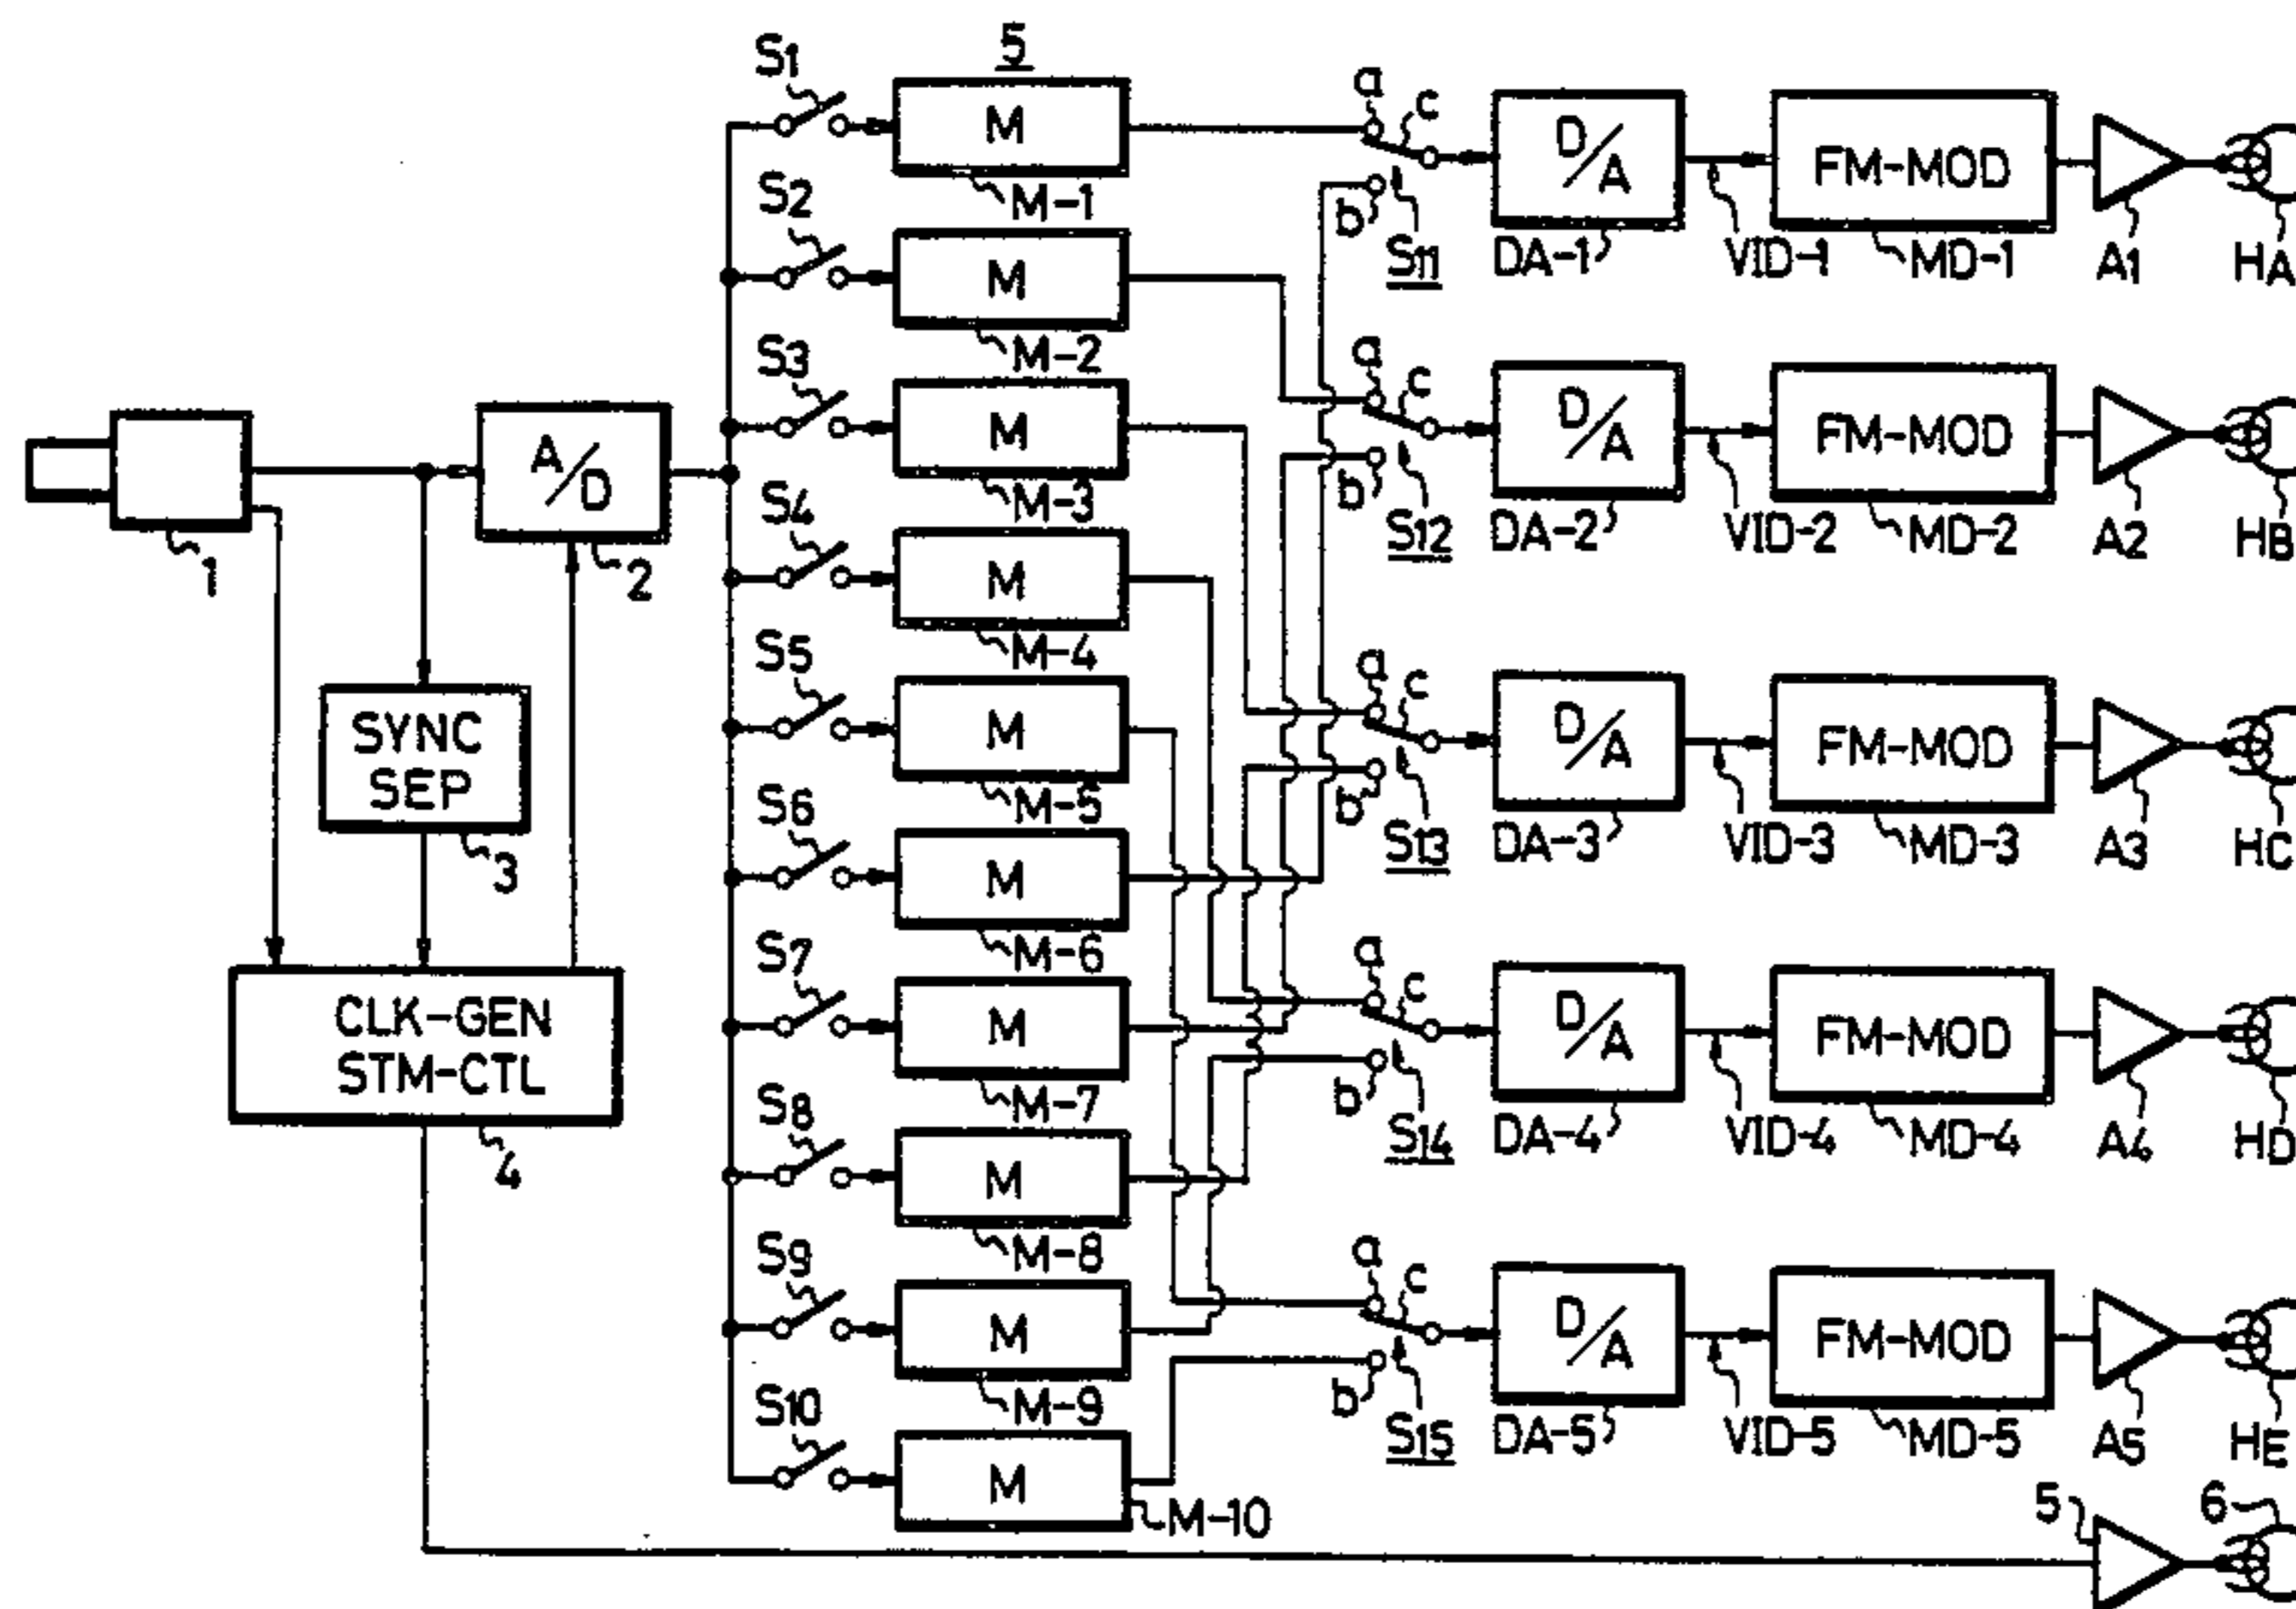 5
S1
M
M-1
S2
M
M-2
S3
M
M-3
S4
M
M-4
S5
M
M-5
S6
M
M-6
S7
M
M-7
S8
M
M-8
S9
M
M-9
S10
M
M-10
1
A/D
2
SYNC
SEP
3
CLK-GEN
STM-CTL
4
a
c
b
S11
D/A
DA-1
VID-1
FM-MOD
MD-1
A1
HA
a
c
b
S12
D/A
DA-2
VID-2
FM-MOD
MD-2
A2
HB
a
c
b
S13
D/A
DA-3
VID-3
FM-MOD
MD-3
A3
HC
a
c
b
S14
D/A
DA-4
VID-4
FM-MOD
MD-4
A4
HD
a
c
b
S15
D/A
DA-5
VID-5
FM-MOD
MD-5
A5
HE
5
6